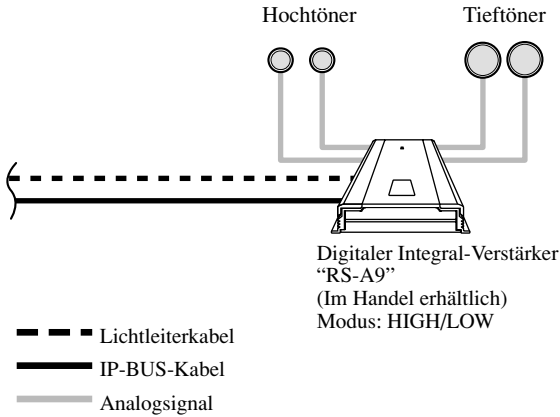 Hochtöner
Tieftöner
Digitaler Integral-Verstärker
“RS-A9”
(Im Handel erhältlich)
Modus: HIGH/LOW
Lichtleiterkabel
IP-BUS-Kabel
Analogsignal